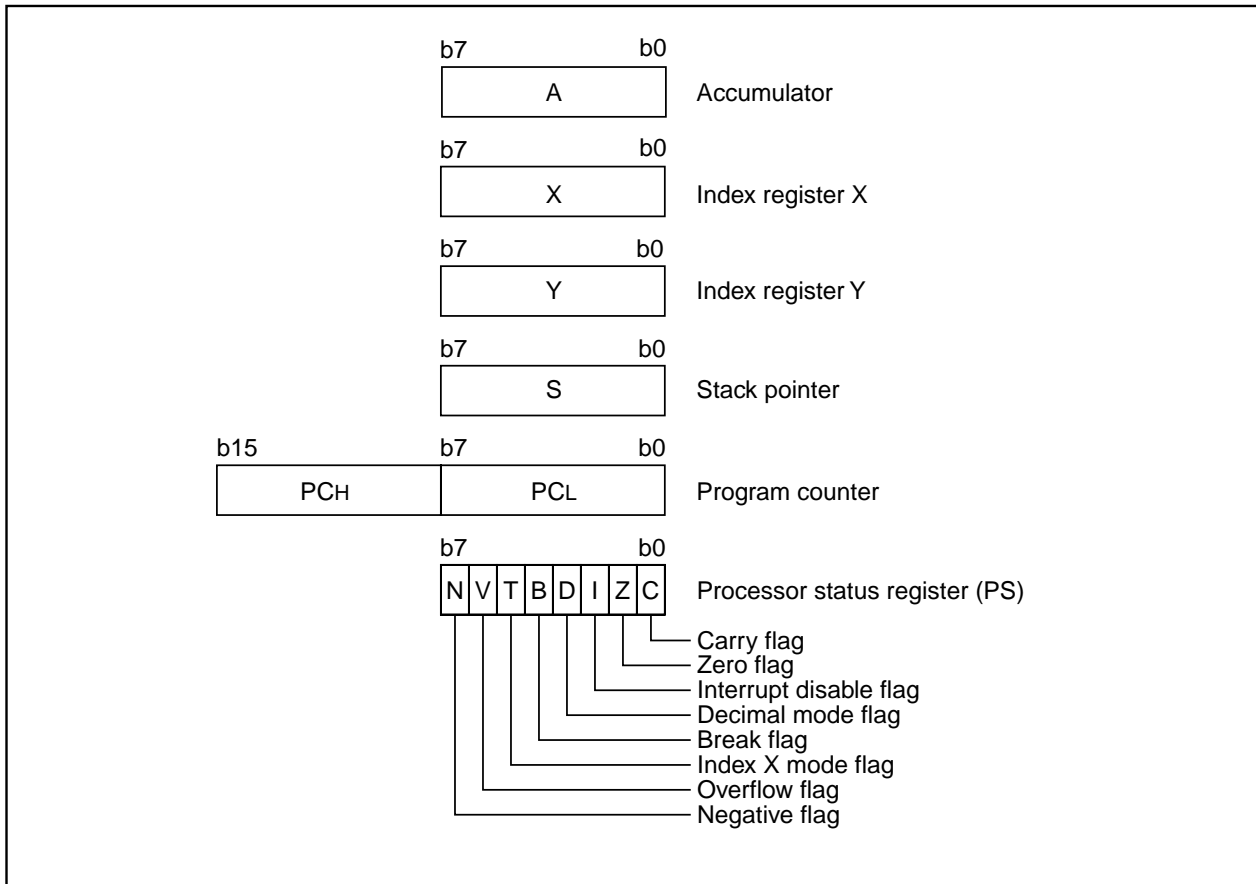 b7 b0
A Accumulator
b7 b0
X Index register X
b7 b0
Y Index register Y
b7 b0
S Stack pointer
b15 b7 b0
PCH PCL Program counter
b7 b0
N V T B D I Z C Processor status register (PS)
Carry flag
Zero flag
Interrupt disable flag
Decimal mode flag
Break flag
Index X mode flag
Overflow flag
Negative flag